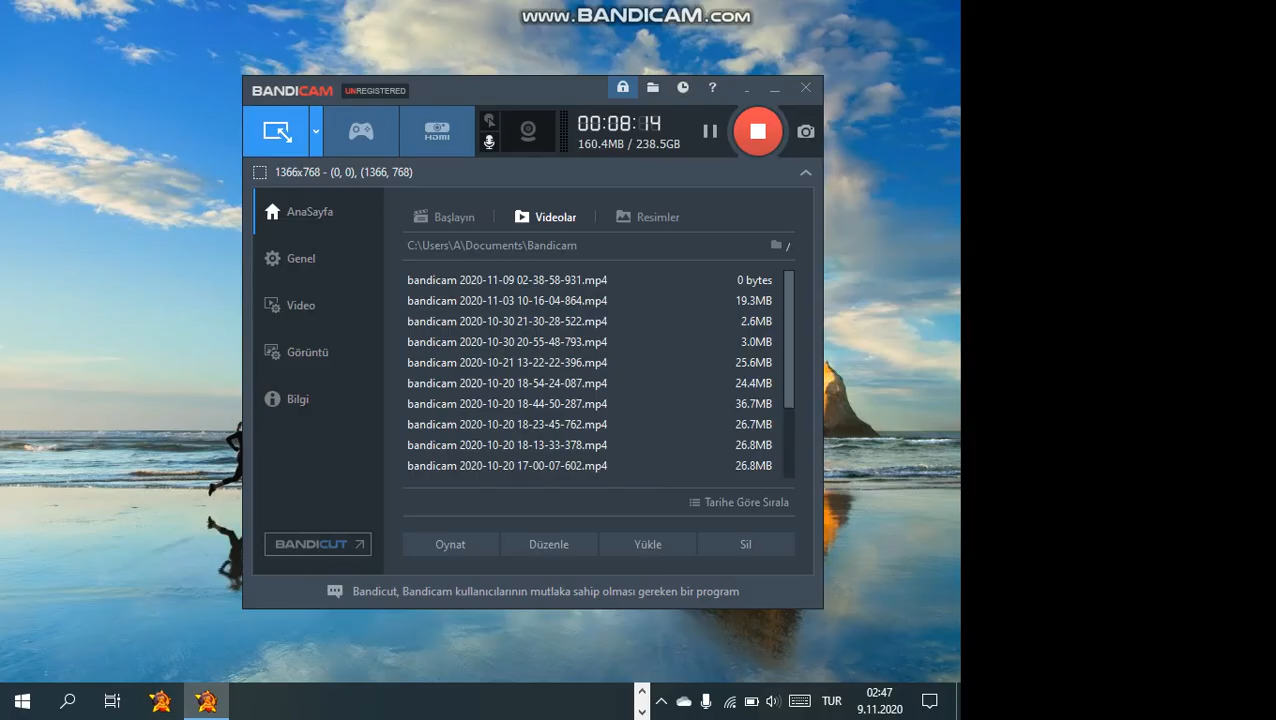 www.BANDICAM.com
BANDICAM UNREGISTERED
HDMI
00:08:14
160.4MB / 238.5GB
1366x768 - (0, 0), (1366, 768)
AnaSayfa
Genel
Video
Görüntü
Bilgi
BANDICUT
Başlayın
Videolar
Resimler
C:\Users\A\Documents\Bandicam
bandicam 2020-11-09 02-38-58-931.mp4 0 bytes
bandicam 2020-11-03 10-16-04-864.mp4 19.3MB
bandicam 2020-10-30 21-30-28-522.mp4 2.6MB
bandicam 2020-10-30 20-55-48-793.mp4 3.0MB
bandicam 2020-10-21 13-22-22-396.mp4 25.6MB
bandicam 2020-10-20 18-54-24-087.mp4 24.4MB
bandicam 2020-10-20 18-44-50-287.mp4 36.7MB
bandicam 2020-10-20 18-23-45-762.mp4 26.7MB
bandicam 2020-10-20 18-13-33-378.mp4 26.8MB
bandicam 2020-10-20 17-00-07-602.mp4 26.8MB
Tarihe Göre Sırala
Oynat Düzenle Yükle Sil
Bandicut, Bandicam kullanıcılarının mutlaka sahip olması gereken bir program
TUR
02:47
9.11.2020